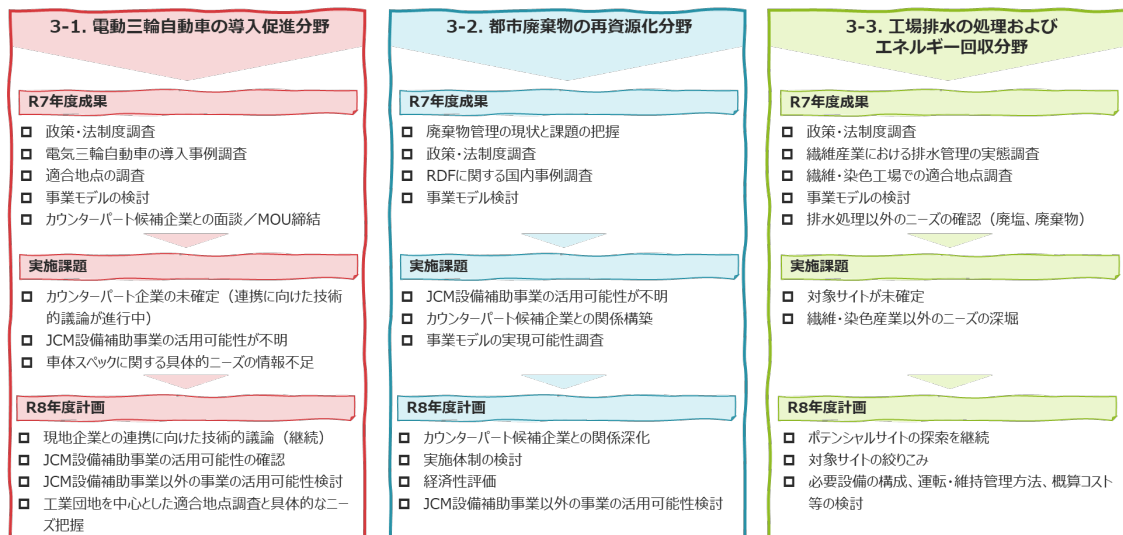 3-1. 電動三輪自動車の導入促進分野
R7年度成果
政策・法制度調査
電気三輪自動車の導入事例調査
適合地点の調査
事業モデルの検討
カウンターパート候補企業との面談／MOU締結
実施課題
カウンターパート企業の未確定（連携に向けた技術
的議論が進行中）
JCM設備補助事業の活用可能性が不明
車体スペックに関する具体的ニーズの情報不足
R8年度計画
現地企業との連携に向けた技術的議論（継続）
JCM設備補助事業の活用可能性の確認
JCM設備補助事業以外の事業の活用可能性検討
工業団地を中心とした適合地点調査と具体的なニー
ズ把握
3-2. 都市廃棄物の再資源化分野
R7年度成果
廃棄物管理の現状と課題の把握
政策・法制度調査
RDFに関する国内事例調査
事業モデル検討
実施課題
JCM設備補助事業の活用可能性が不明
カウンターパート候補企業との関係構築
事業モデルの実現可能性調査
R8年度計画
カウンターパート候補企業との関係深化
実施体制の検討
経済性評価
JCM設備補助事業以外の事業の活用可能性検討
3-3. 工場排水の処理および
エネルギー回収分野
R7年度成果
政策・法制度調査
繊維産業における排水管理の実態調査
繊維・染色工場での適合地点調査
事業モデルの検討
排水処理以外のニーズの確認（廃塩、廃棄物）
実施課題
対象サイトが未確定
繊維・染色産業以外のニーズの深堀
R8年度計画
ポテンシャルサイトの探索を継続
対象サイトの絞りこみ
必要設備の構成、運転・維持管理方法、概算コスト
等の検討